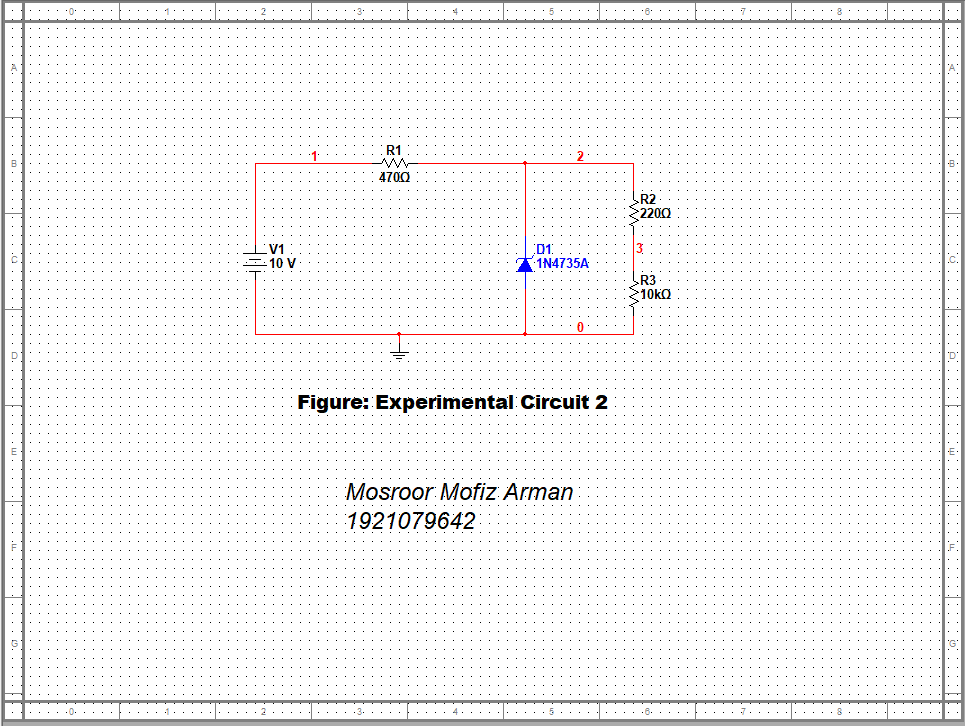 0 1 2 3 4 5 6 7 8
A A
1 R1 2
B B
470Ω
R2
220Ω
V1 D1 3
10 V 1N4735A
C C
R3
10kΩ
0
D D
Figure: Experimental Circuit 2
E E
Mosroor Mofiz Arman
1921079642
F F
G G
0 1 2 3 4 5 6 7 8